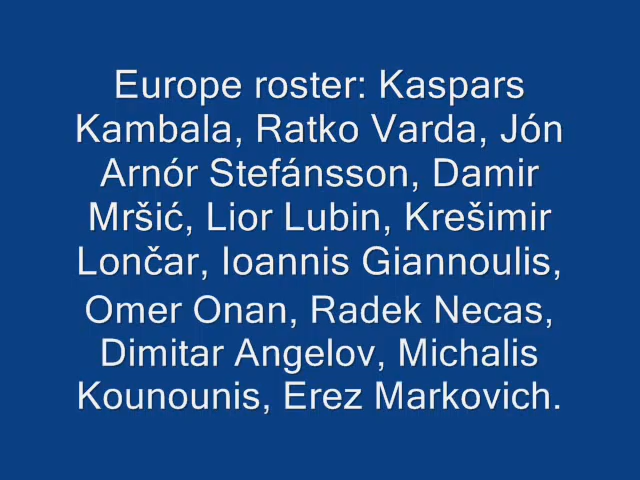 Europe roster: Kaspars
Kambala, Ratko Varda, Jón
Arnór Stefánsson, Damir
Mršić, Lior Lubin, Krešimir
Lončar, Ioannis Giannoulis,
Omer Onan, Radek Necas,
Dimitar Angelov, Michalis
Kounounis, Erez Markovich.